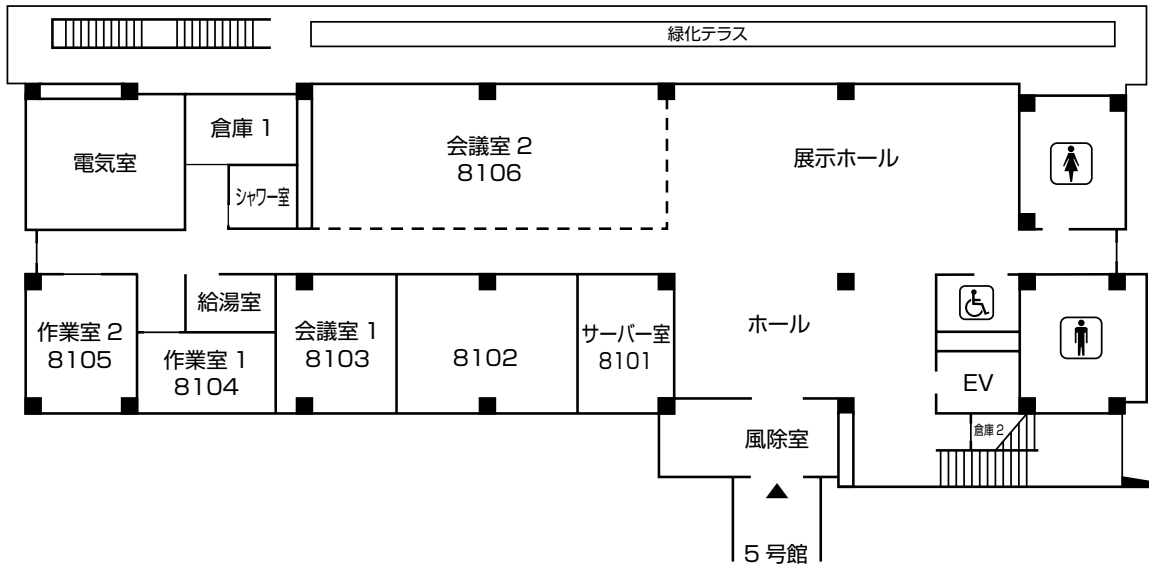 緑化テラス
電気室
倉庫 1
シャワー室
会議室 2
8106
展示ホール
作業室 2
8105
給湯室
作業室 1
8104
会議室 1
8103
8102
サーバー室
8101
ホール
EV
倉庫 2
風除室
5 号館